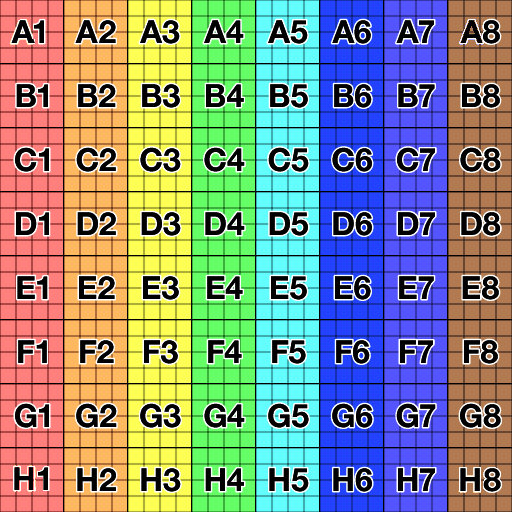 A1 A2 A3 A4 A5 A6 A7 A8
B1 B2 B3 B4 B5 B6 B7 B8
C1 C2 C3 C4 C5 C6 C7 C8
D1 D2 D3 D4 D5 D6 D7 D8
E1 E2 E3 E4 E5 E6 E7 E8
F1 F2 F3 F4 F5 F6 F7 F8
G1 G2 G3 G4 G5 G6 G7 G8
H1 H2 H3 H4 H5 H6 H7 H8